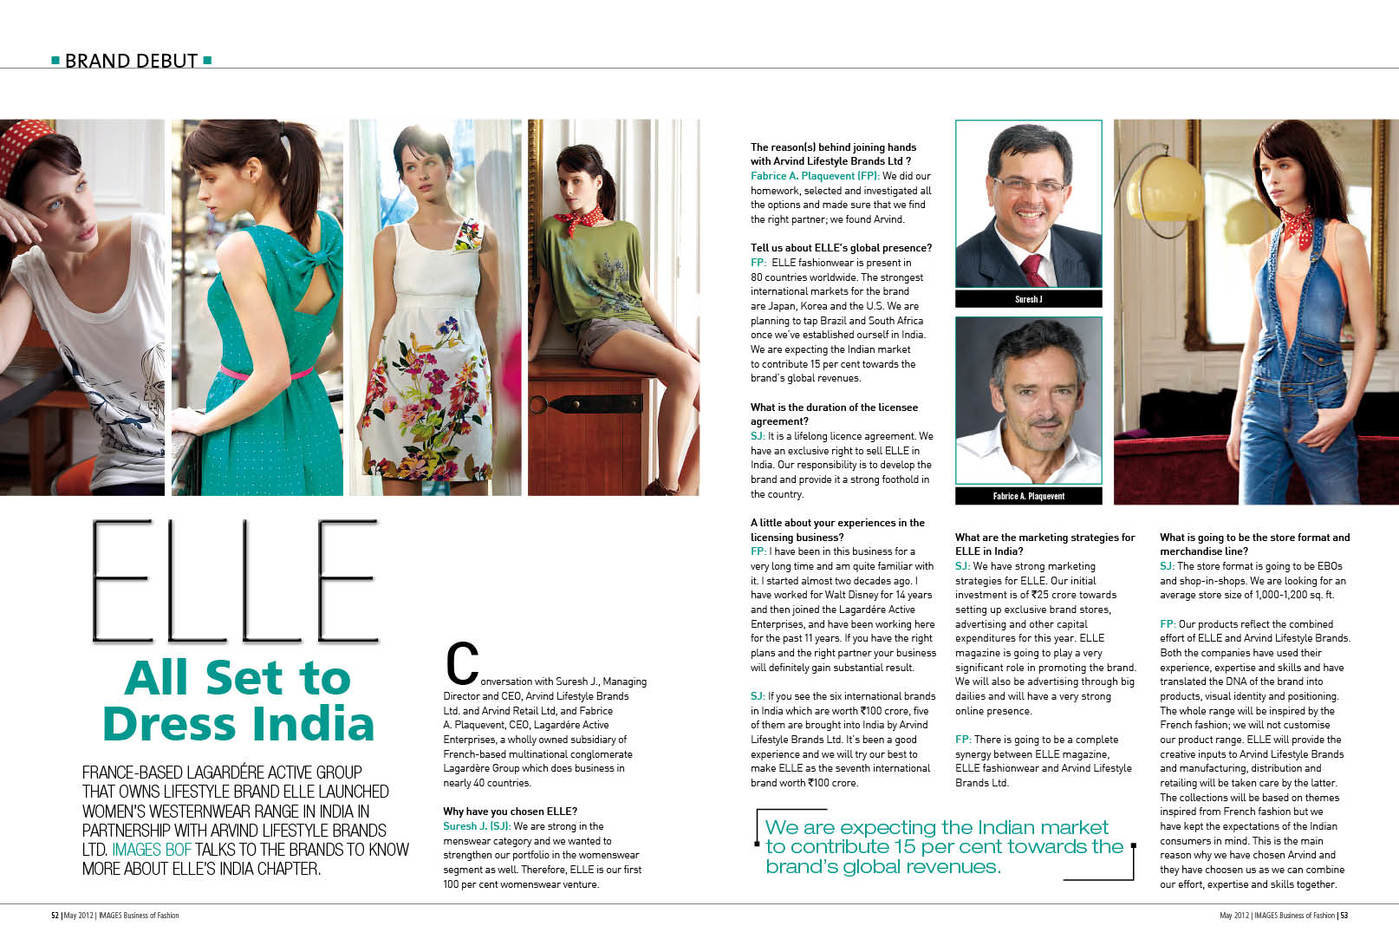 BRAND DEBUT
ELLE
All Set to
Dress India
FRANCE-BASED LAGARDÉRE ACTIVE GROUP
THAT OWNS LIFESTYLE BRAND ELLE LAUNCHED
WOMEN'S WESTERNWEAR RANGE IN INDIA IN
PARTNERSHIP WITH ARVIND LIFESTYLE BRANDS
LTD. IMAGES BOF TALKS TO THE BRANDS TO KNOW
MORE ABOUT ELLE'S INDIA CHAPTER.
Conversation with Suresh J., Managing
Director and CEO, Arvind Lifestyle Brands
Ltd. and Arvind Retail Ltd, and Fabrice
A. Plaquevent, CEO, Lagardére Active
Enterprises, a wholly owned subsidiary of
French-based multinational conglomerate
Lagardère Group which does business in
nearly 40 countries.
Why have you chosen ELLE?
Suresh J. (SJ): We are strong in the
menswear category and we wanted to
strengthen our portfolio in the womenswear
segment as well. Therefore, ELLE is our first
100 per cent womenswear venture.
The reason(s) behind joining hands
with Arvind Lifestyle Brands Ltd ?
Fabrice A. Plaquevent (FP): We did our
homework, selected and investigated all
the options and made sure that we find
the right partner; we found Arvind.
Tell us about ELLE's global presence?
FP: ELLE fashionwear is present in
80 countries worldwide. The strongest
international markets for the brand
are Japan, Korea and the U.S. We are
planning to tap Brazil and South Africa
once we've established ourself in India.
We are expecting the Indian market
to contribute 15 per cent towards the
brand's global revenues.
What is the duration of the licensee
agreement?
SJ: It is a lifelong licence agreement. We
have an exclusive right to sell ELLE in
India. Our responsibility is to develop the
brand and provide it a strong foothold in
the country.
A little about your experiences in the
licensing business?
FP: I have been in this business for a
very long time and am quite familiar with
it. I started almost two decades ago. I
have worked for Walt Disney for 14 years
and then joined the Lagardére Active
Enterprises, and have been working here
for the past 11 years. If you have the right
plans and the right partner your business
will definitely gain substantial result.
SJ: If you see the six international brands
in India which are worth ₹100 crore, five
of them are brought into India by Arvind
Lifestyle Brands Ltd. It's been a good
experience and we will try our best to
make ELLE as the seventh international
brand worth ₹100 crore.
Suresh J
Fabrice A. Plaquevent
What are the marketing strategies for
ELLE in India?
SJ: We have strong marketing
strategies for ELLE. Our initial
investment is of ₹25 crore towards
setting up exclusive brand stores,
advertising and other capital
expenditures for this year. ELLE
magazine is going to play a very
significant role in promoting the brand.
We will also be advertising through big
dailies and will have a very strong
online presence.
FP: There is going to be a complete
synergy between ELLE magazine,
ELLE fashionwear and Arvind Lifestyle
Brands Ltd.
We are expecting the Indian market
to contribute 15 per cent towards the
brand's global revenues.
What is going to be the store format and
merchandise line?
SJ: The store format is going to be EBOs
and shop-in-shops. We are looking for an
average store size of 1,000-1,200 sq. ft.
FP: Our products reflect the combined
effort of ELLE and Arvind Lifestyle Brands.
Both the companies have used their
experience, expertise and skills and have
translated the DNA of the brand into
products, visual identity and positioning.
The whole range will be inspired by the
French fashion; we will not customise
our product range. ELLE will provide the
creative inputs to Arvind Lifestyle Brands
and manufacturing, distribution and
retailing will be taken care by the latter.
The collections will be based on themes
inspired from French fashion but we
have kept the expectations of the Indian
consumers in mind. This is the main
reason why we have chosen Arvind and
they have choosen us as we can combine
our effort, expertise and skills together.
52 | May 2012 | IMAGES Business of Fashion
May 2012 | IMAGES Business of Fashion | 53